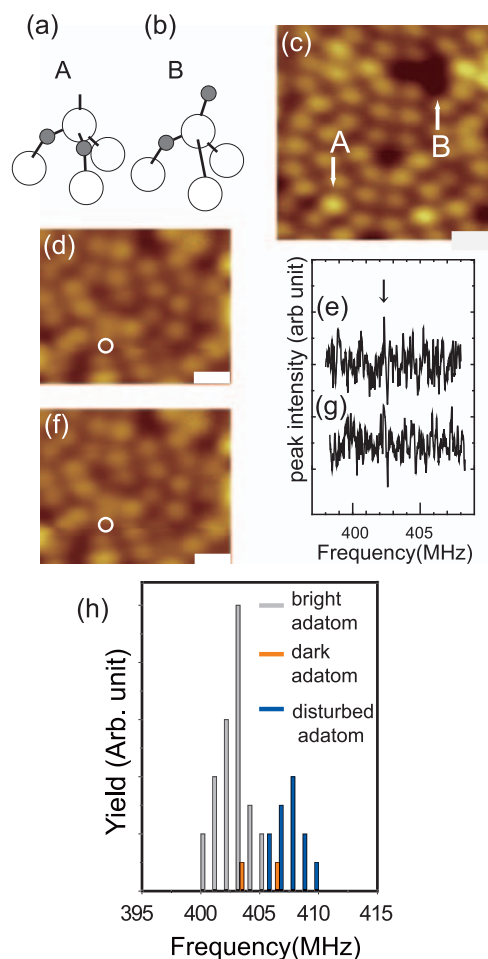 (a)
(b)
(c)
A
B
A
B
(d)
(e)
(f)
(g)
peak intensity (arb unit)
400 405
Frequency(MHz)
(h)
bright
adatom
dark
adatom
disturbed
adatom
Yield (Arb. unit)
395 400 405 410 415
Frequency(MHz)